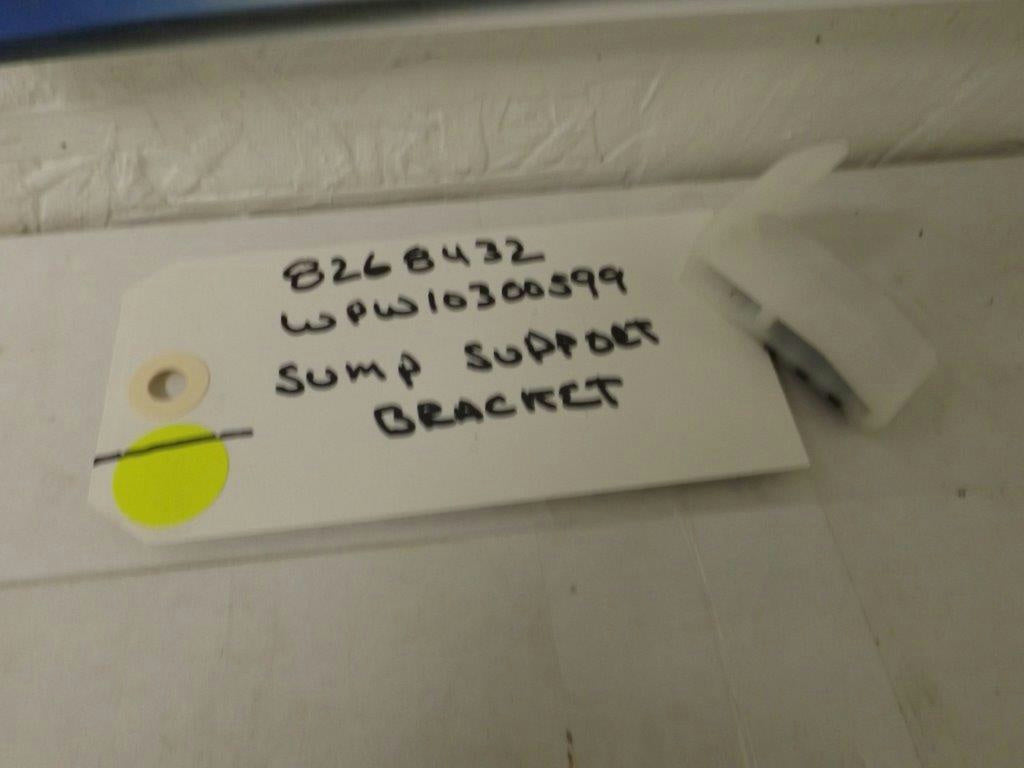 8268432
WPW10300599
SUMP SUPPORT
BRACKET